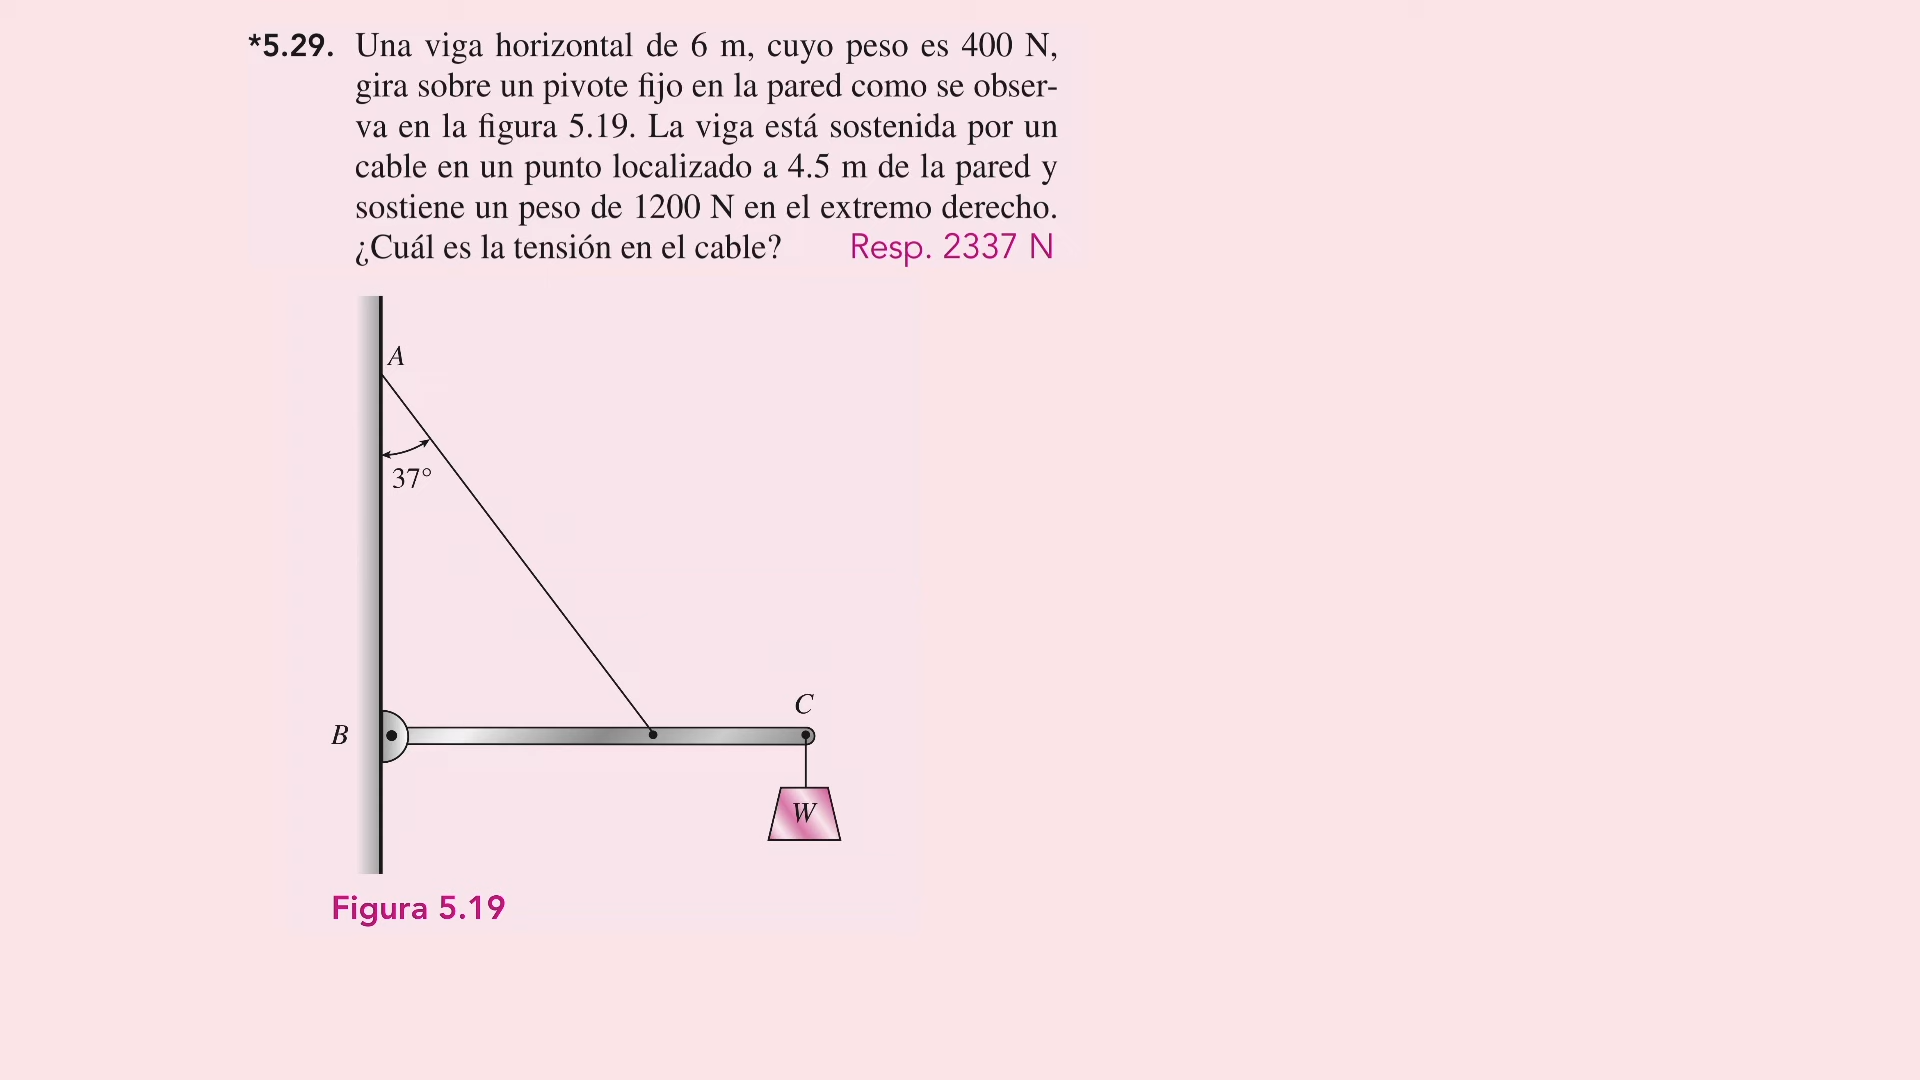 *5.29. Una viga horizontal de 6 m, cuyo peso es 400 N,
gira sobre un pivote fijo en la pared como se obser-
va en la figura 5.19. La viga está sostenida por un
cable en un punto localizado a 4.5 m de la pared y
sostiene un peso de 1200 N en el extremo derecho.
¿Cuál es la tensión en el cable? Resp. 2337 N
A
37°
C
B
W
Figura 5.19